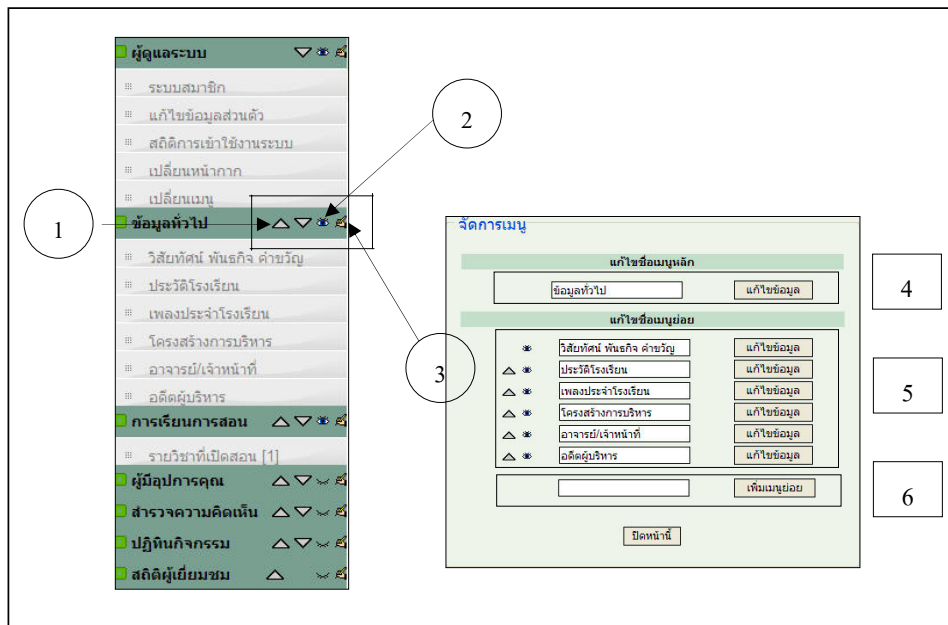 ผู้ดูแลระบบ
ระบบสมาชิก
แก้ไขข้อมูลส่วนตัว
สถิติการเข้าใช้งานระบบ
เปลี่ยนหน้ากาก
เปลี่ยนเมนู
ข้อมูลทั่วไป
วิสัยทัศน์ พันธกิจ คำขวัญ
ประวัติโรงเรียน
เพลงประจำโรงเรียน
โครงสร้างการบริหาร
อาจารย์/เจ้าหน้าที่
อดีตผู้บริหาร
การเรียนการสอน
รายวิชาที่เปิดสอน [1]
ผู้มีอุปการคุณ
สำรวจความคิดเห็น
ปฏิทินกิจกรรม
สถิติผู้เยี่ยมชม
1
2
3
จัดการเมนู
แก้ไขชื่อเมนูหลัก
ข้อมูลทั่วไป แก้ไขข้อมูล
แก้ไขชื่อเมนูย่อย
วิสัยทัศน์ พันธกิจ คำขวัญ แก้ไขข้อมูล
ประวัติโรงเรียน แก้ไขข้อมูล
เพลงประจำโรงเรียน แก้ไขข้อมูล
โครงสร้างการบริหาร แก้ไขข้อมูล
อาจารย์/เจ้าหน้าที่ แก้ไขข้อมูล
อดีตผู้บริหาร แก้ไขข้อมูล
เพิ่มเมนูย่อย
ปิดหน้านี้
4
5
6